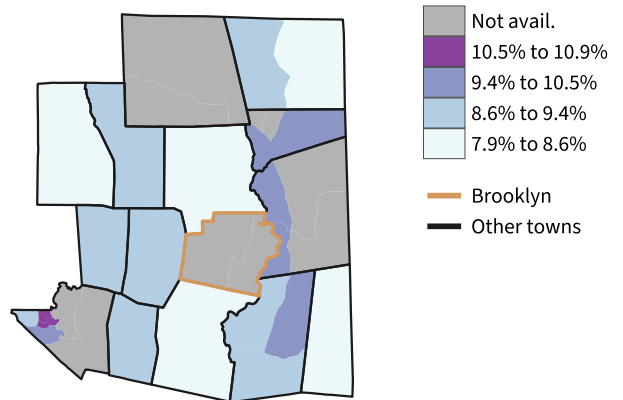 Not avail.
10.5% to 10.9%
9.4% to 10.5%
8.6% to 9.4%
7.9% to 8.6%
Brooklyn
Other towns